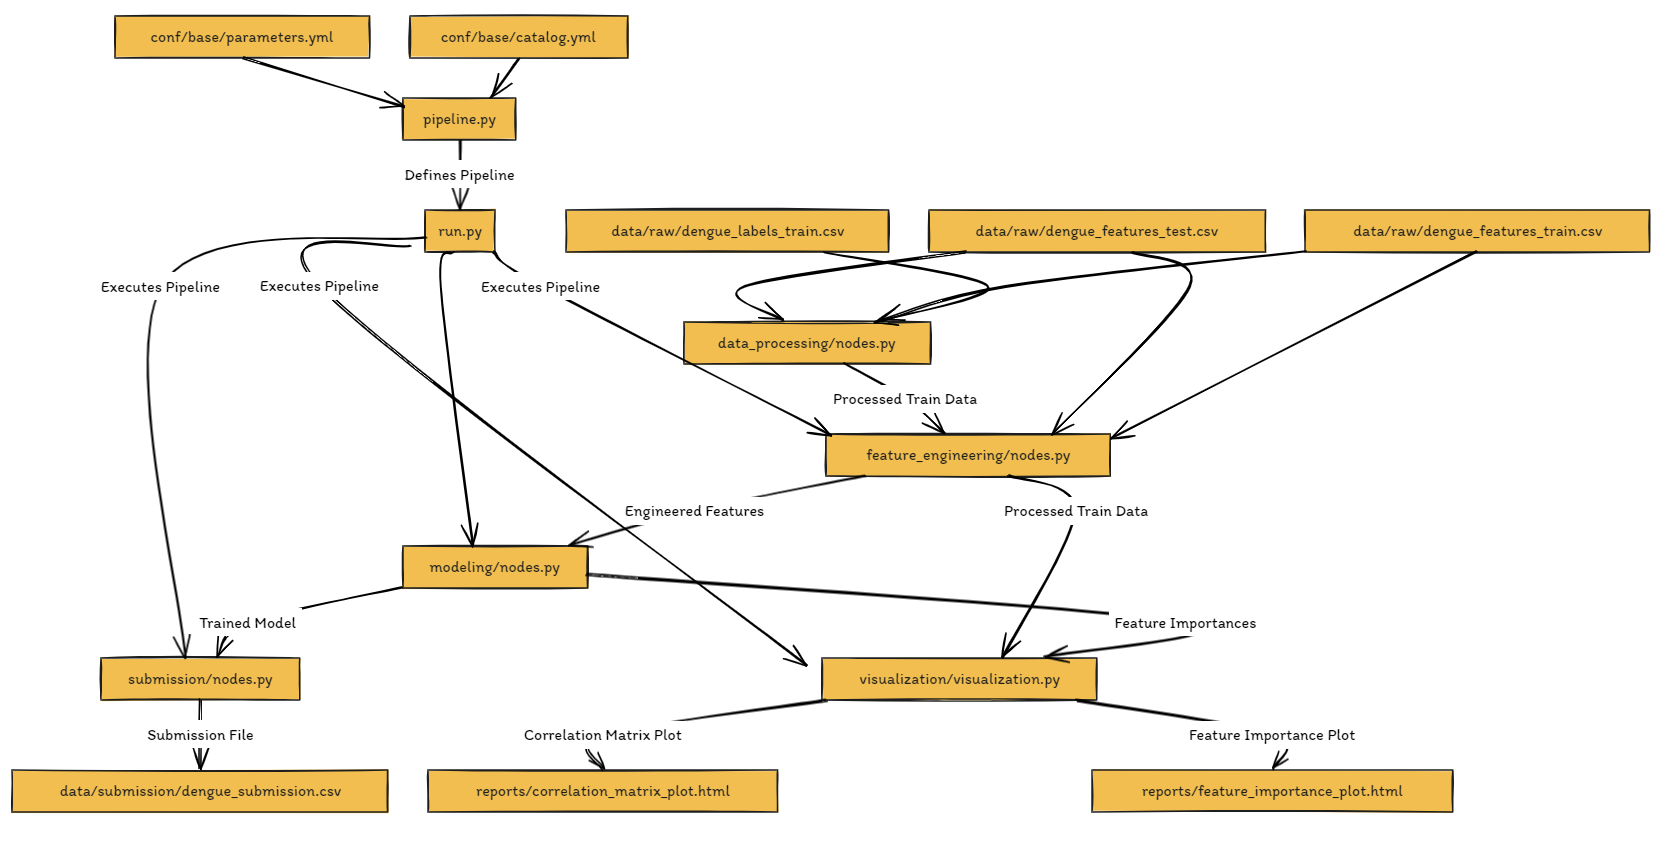 conf/base/parameters.yml
conf/base/catalog.yml
pipeline.py
Defines Pipeline
run.py
data/raw/dengue_labels_train.csv
data/raw/dengue_features_test.csv
data/raw/dengue_features_train.csv
Executes Pipeline
Executes Pipeline
Executes Pipeline
data_processing/nodes.py
Processed Train Data
feature_engineering/nodes.py
Engineered Features
Processed Train Data
modeling/nodes.py
Trained Model
Feature Importances
submission/nodes.py
visualization/visualization.py
Submission File
Correlation Matrix Plot
Feature Importance Plot
data/submission/dengue_submission.csv
reports/correlation_matrix_plot.html
reports/feature_importance_plot.html